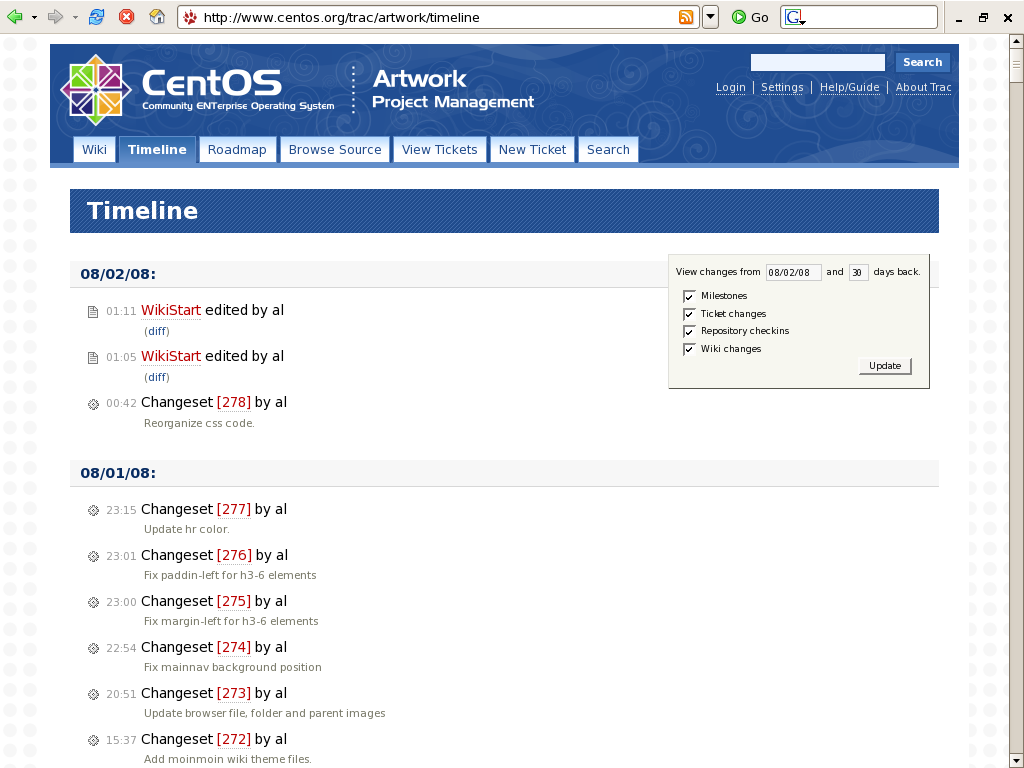 http://www.centos.org/trac/artwork/timeline
Go
G
CentOS
Community ENTerprise Operating System
Artwork
Project Management
Search
Login
Settings
Help/Guide
About Trac
Wiki
Timeline
Roadmap
Browse Source
View Tickets
New Ticket
Search
Timeline
08/02/08:
View changes from 08/02/08 and 30 days back.
Milestones
Ticket changes
Repository checkins
Wiki changes
Update
01:11 WikiStart edited by al
(diff)
01:05 WikiStart edited by al
(diff)
00:42 Changeset [278] by al
Reorganize css code.
08/01/08:
23:15 Changeset [277] by al
Update hr color.
23:01 Changeset [276] by al
Fix paddin-left for h3-6 elements
23:00 Changeset [275] by al
Fix margin-left for h3-6 elements
22:54 Changeset [274] by al
Fix mainnav background position
20:51 Changeset [273] by al
Update browser file, folder and parent images
15:37 Changeset [272] by al
Add moinmoin wiki theme files.